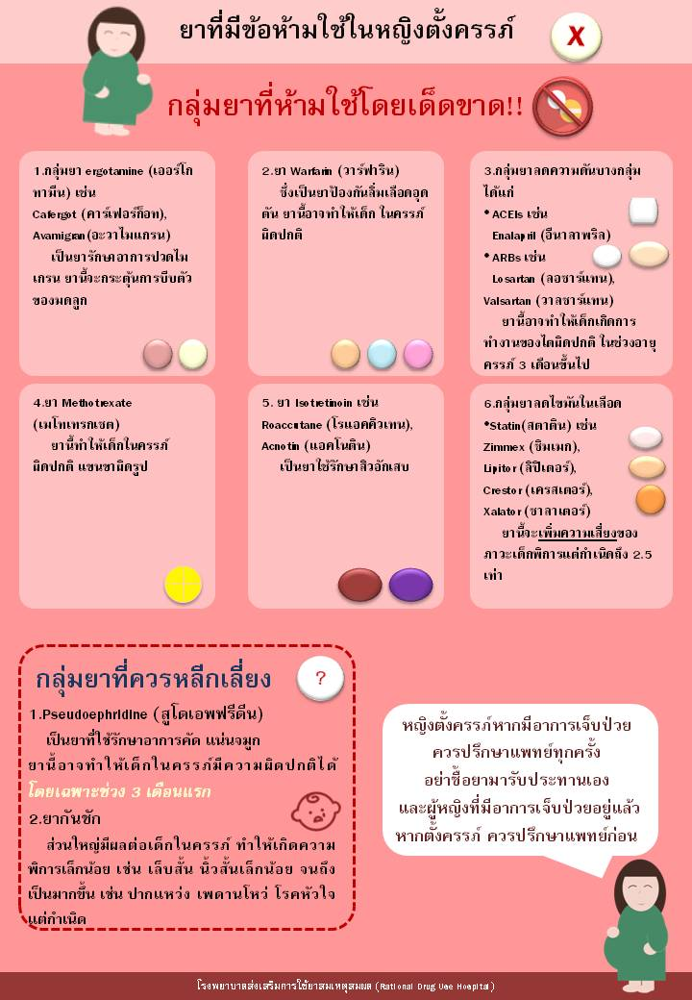 ยาที่มีข้อห้ามใช้ในหญิงตั้งครรภ์
X
กลุ่มยาที่ห้ามใช้โดยเด็ดขาด!!
1.กลุ่มยา ergotamine (เออร์โก
ทามีน) เช่น
Cafergot (คาร์เฟอร์ก็อท),
Avamigran(อะวาไมแกรน)
เป็นยารักษาอาการปวดไม
เกรน ยานี้จะกระตุ้นการบีบตัว
ของมดลูก
2.ยา Warfarin (วาร์ฟาริน)
ซึ่งเป็นยาป้องกันลิ่มเลือดอุด
ตัน ยานี้อาจทำให้เด็ก ในครรภ์
ผิดปกติ
3.กลุ่มยาลดความดันบางกลุ่ม
ได้แก่
•ACEIs เช่น
Enalapril (อีนาลาพริล)
•ARBs เช่น
Losartan (ลอซาร์แทน),
Valsartan (วาลซาร์แทน)
ยานี้อาจทำให้เด็กเกิดการ
ทำงานของไตผิดปกติ ในช่วงอายุ
ครรภ์ 3 เดือนขึ้นไป
4.ยา Methotrexate
(เมโทเทรกเซต)
ยานี้ทำให้เด็กในครรภ์
ผิดปกติ แขนขาผิดรูป
5. ยา Isotretinoin เช่น
Roaccutane (โรแอคคิวเทน),
Acnotin (แอคโนติน)
เป็นยาใช้รักษาสิวอักเสบ
6.กลุ่มยาลดไขมันในเลือด
•Statin(สตาติน) เช่น
Zimmex (ซิมเมก),
Lipitor (ลิปิเตอร์),
Crestor (เครสเตอร์),
Xalator (ซาลาเตอร์)
ยานี้จะเพิ่มความเสี่ยงของ
ภาวะเด็กพิการแต่กำเนิดถึง 2.5
เท่า
กลุ่มยาที่ควรหลีกเลี่ยง
?
1.Pseudoephridine (สูโดเอพฟรีดีน)
เป็นยาที่ใช้รักษาอาการคัด แน่นจมูก
ยานี้อาจทำให้เด็กในครรภ์มีความผิดปกติได้
โดยเฉพาะช่วง 3 เดือนแรก
2.ยากันชัก
ส่วนใหญ่มีผลต่อเด็กในครรภ์ ทำให้เกิดความ
พิการเล็กน้อย เช่น เล็บสั้น นิ้วสั้นเล็กน้อย จนถึง
เป็นมากขึ้น เช่น ปากแหว่ง เพดานโหว่ โรคหัวใจ
แต่กำเนิด
หญิงตั้งครรภ์หากมีอาการเจ็บป่วย
ควรปรึกษาแพทย์ทุกครั้ง
อย่าซื้อยามารับประทานเอง
และผู้หญิงที่มีอาการเจ็บป่วยอยู่แล้ว
หากตั้งครรภ์ ควรปรึกษาแพทย์ก่อน
โรงพยาบาลส่งเสริมการใช้ยาสมเหตุสมผล (Rational Drug Use Hospital)